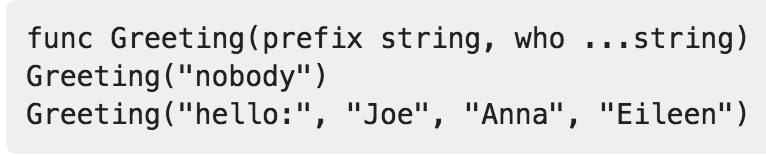 func Greeting(prefix string, who ...string)
Greeting("nobody")
Greeting("hello:", "Joe", "Anna", "Eileen")